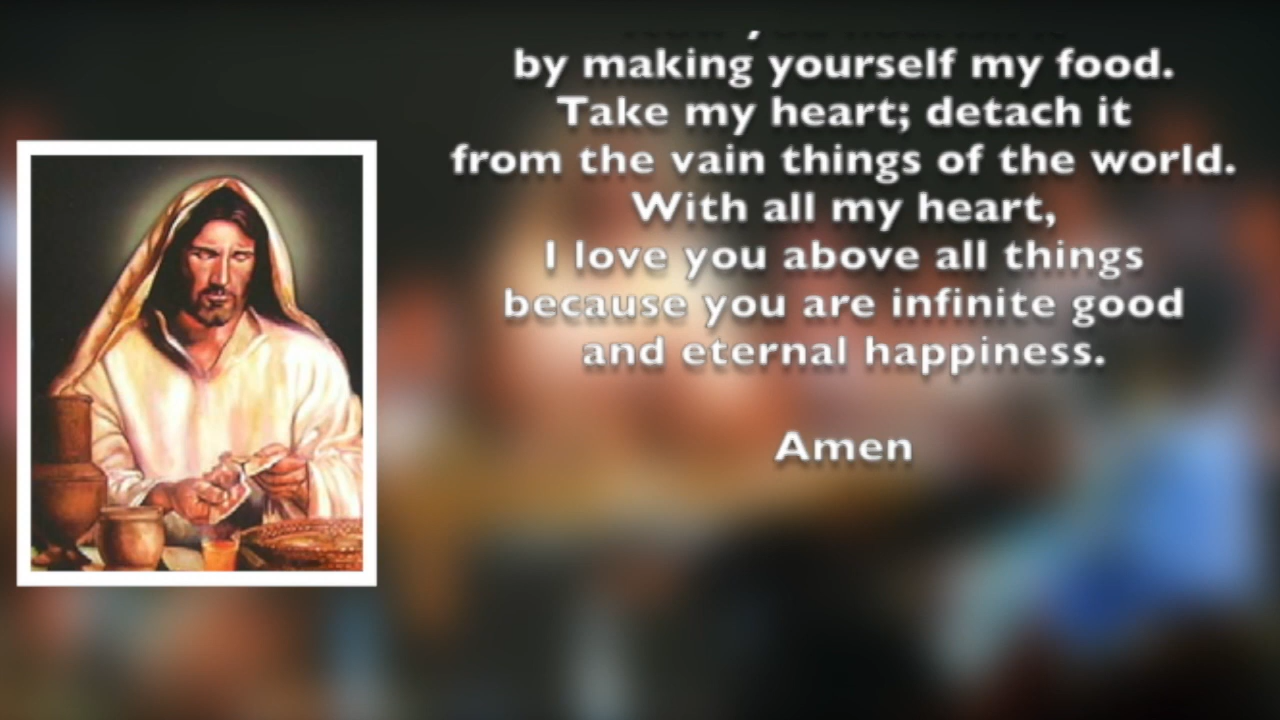 by making yourself my food.
Take my heart; detach it
from the vain things of the world.
With all my heart,
I love you above all things
because you are infinite good
and eternal happiness.
Amen